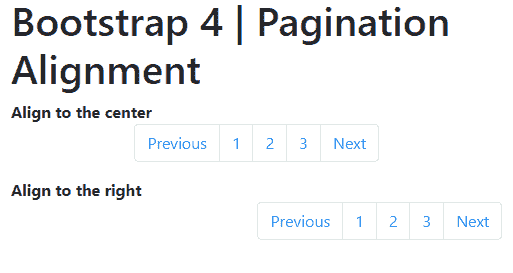 Bootstrap 4 | Pagination
Alignment
Align to the center
Previous 1 2 3 Next
Align to the right
Previous 1 2 3 Next